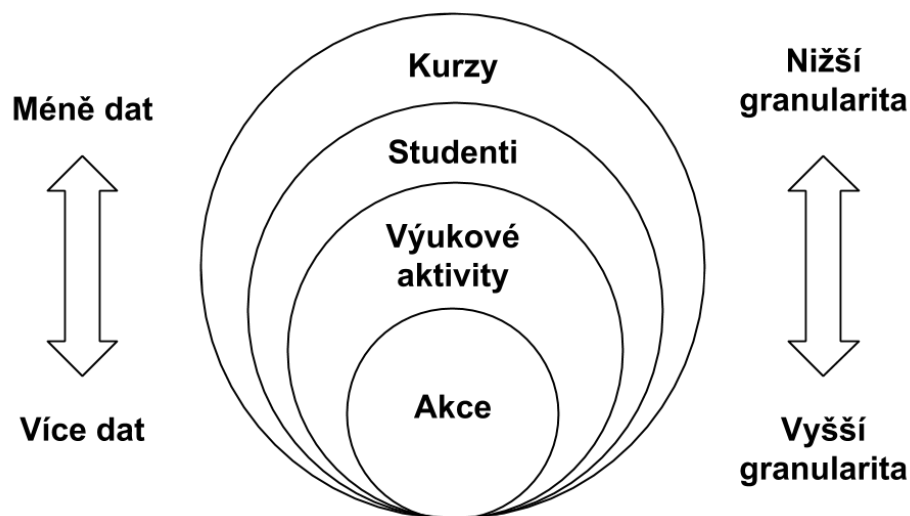 Kurzy
Nižší
granularita
Méně dat
Studenti
Výukové
aktivity
Akce
Více dat
Vyšší
granularita